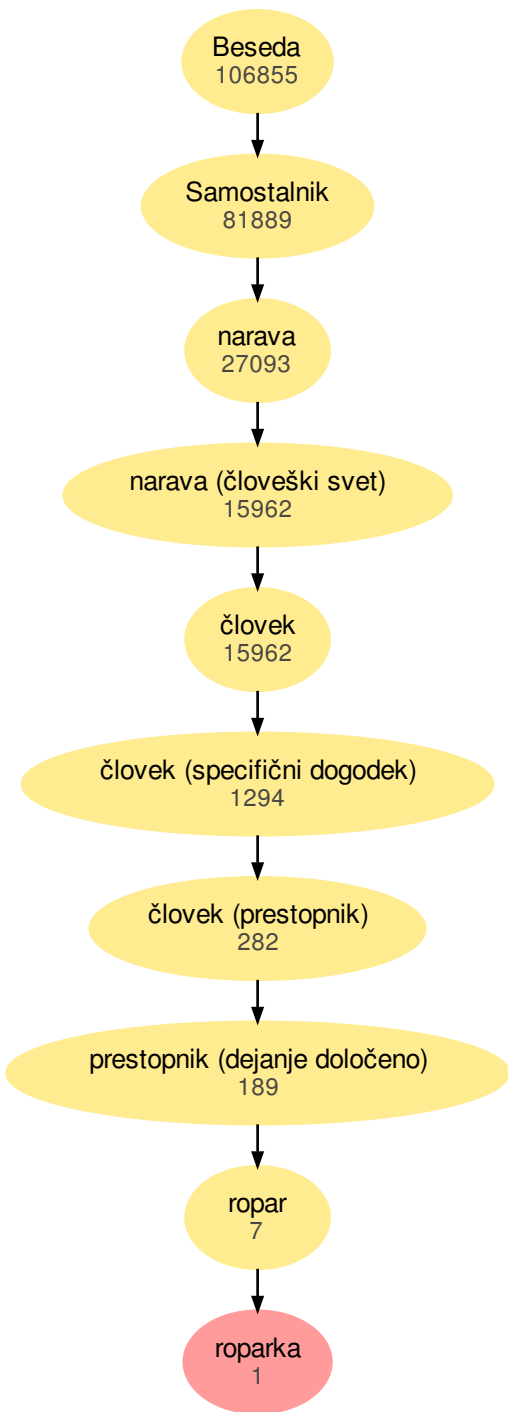 Beseda
106855
Samostalnik
81889
narava
27093
narava (človeški svet)
15962
človek
15962
človek (specifični dogodek)
1294
človek (prestopnik)
282
prestopnik (dejanje določeno)
189
ropar
7
roparka
1